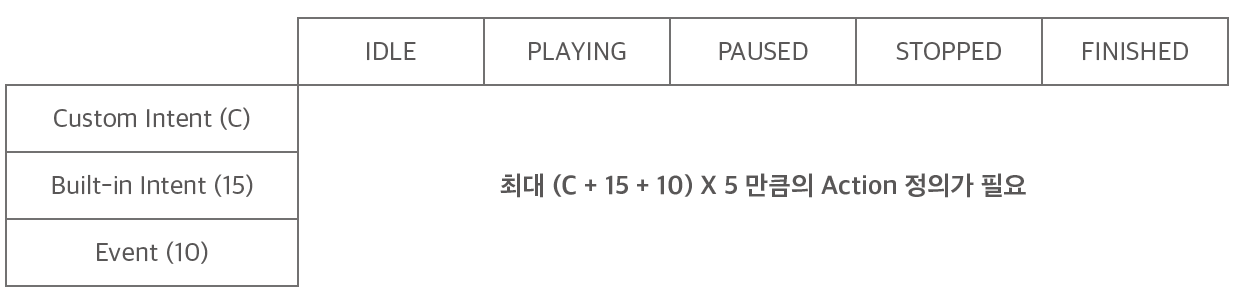 IDLE PLAYING PAUSED STOPPED FINISHED
Custom Intent (C)
Built-in Intent (15)
최대 (C + 15 + 10) X 5 만큼의 Action 정의가 필요
Event (10)